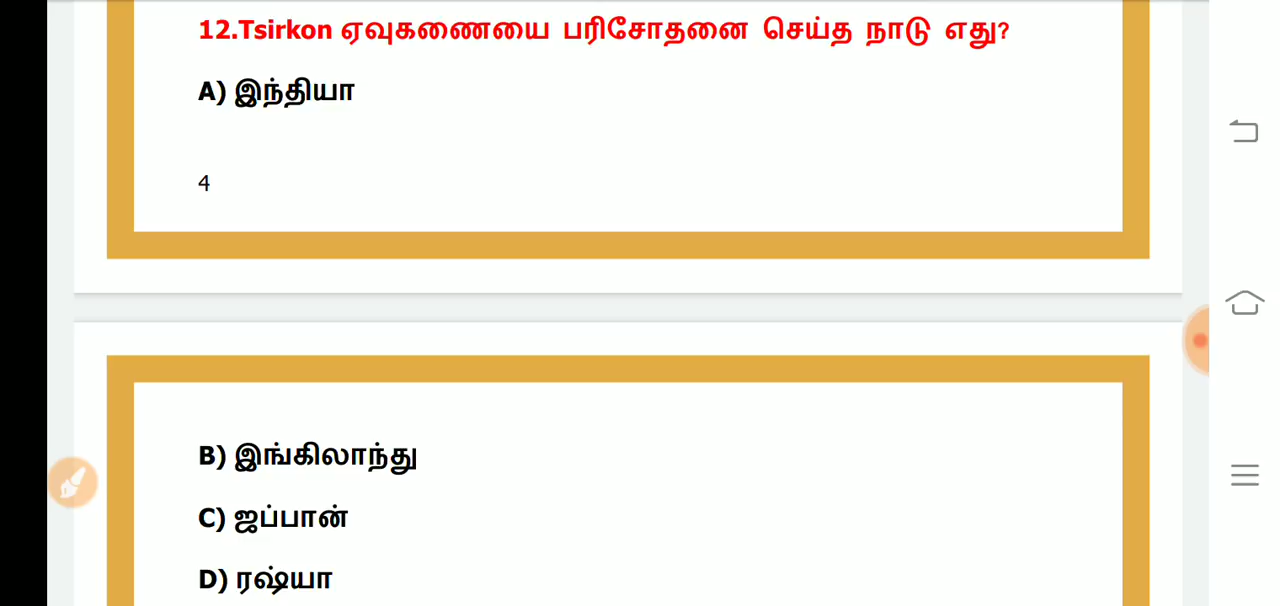 12.Tsirkon ஏவுகணையை பரிசோதனை செய்த நாடு எது?
A) இந்தியா
4
B) இங்கிலாந்து
C) ஜப்பான்
D) ரஷ்யா